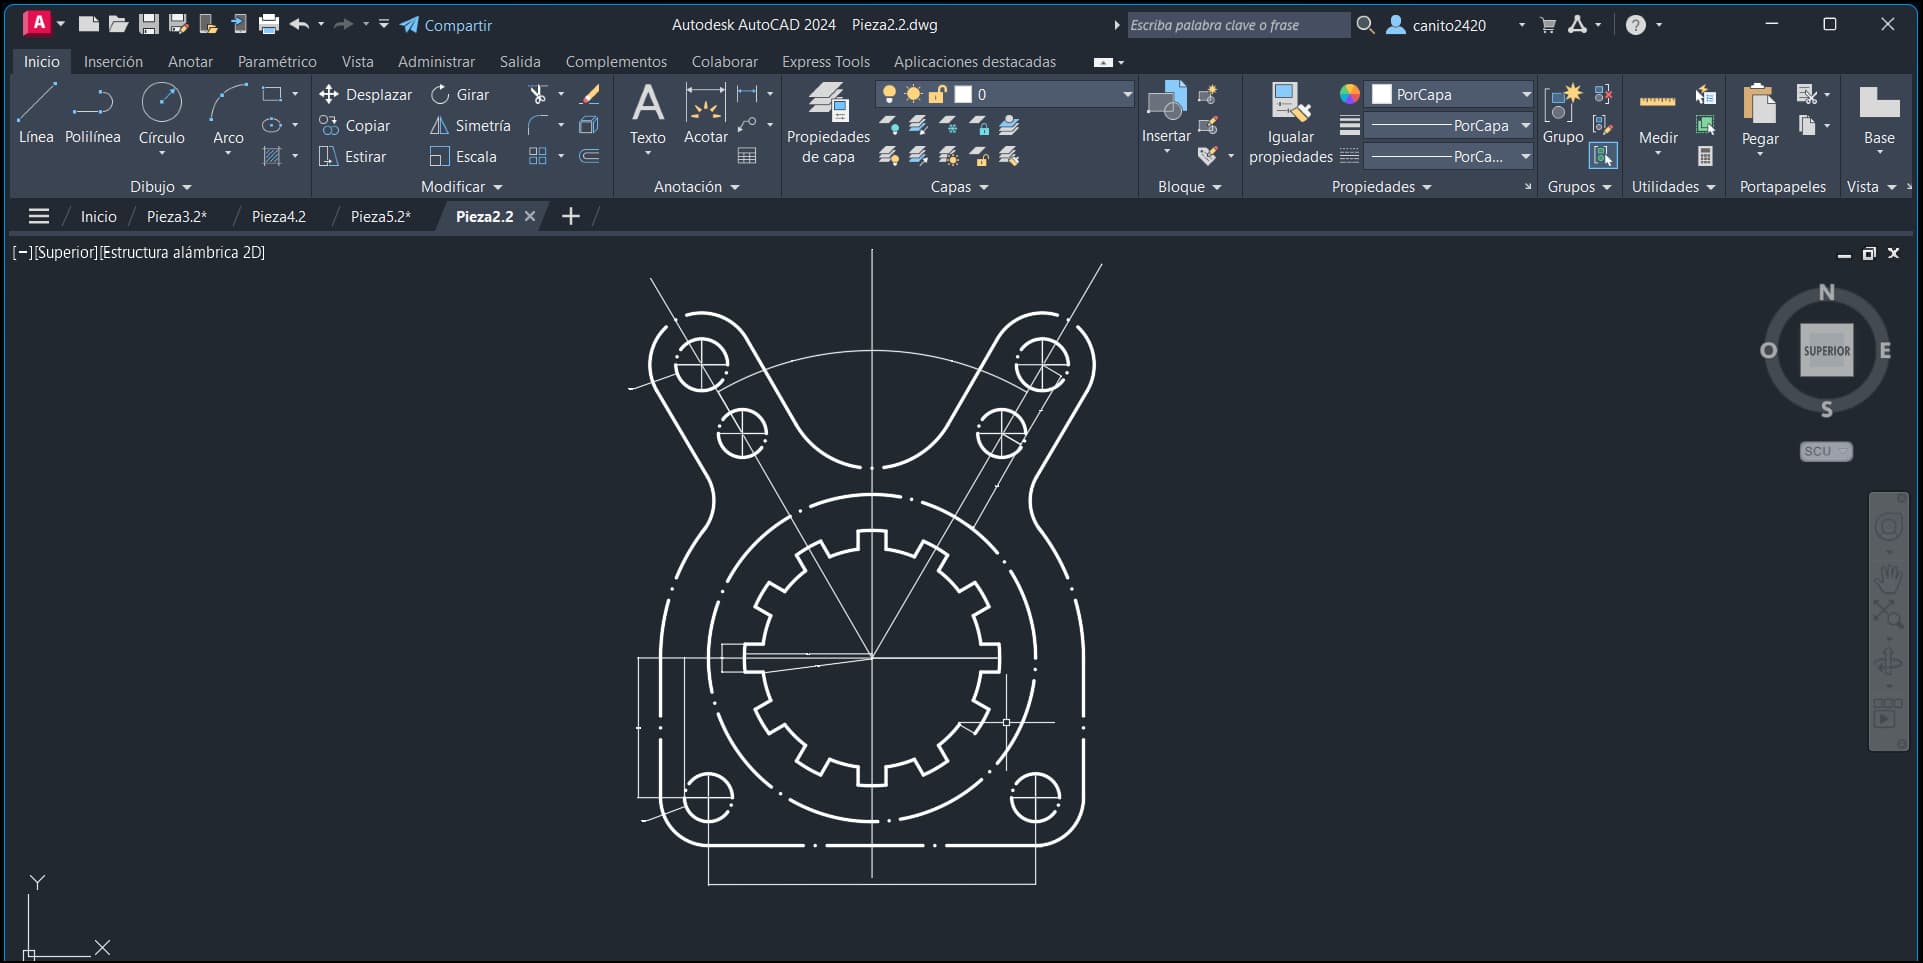 A Compartir Autodesk AutoCAD 2024 Pieza2.2.dwg Escriba palabra clave o frase canito2420 ?
Inicio Inserción Anotar Paramétrico Vista Administrar Salida Complementos Colaborar Express Tools Aplicaciones destacadas
Línea Polilínea Círculo Arco
Dibujo
Desplazar Girar
Copiar Simetría
Estirar Escala
Modificar
A
Texto Acotar
Anotación
Propiedades
de capa
0
Capas
Insertar
Bloque
Igualar
propiedades
PorCapa
PorCapa
PorCa...
Propiedades
Grupo
Grupos
Medir
Utilidades
Pegar
Portapapeles
Base
Vista
Inicio Pieza3.2* Pieza4.2 Pieza5.2* Pieza2.2
[−][Superior][Estructura alámbrica 2D]
N
O SUPERIOR E
S
SCU
Y
X